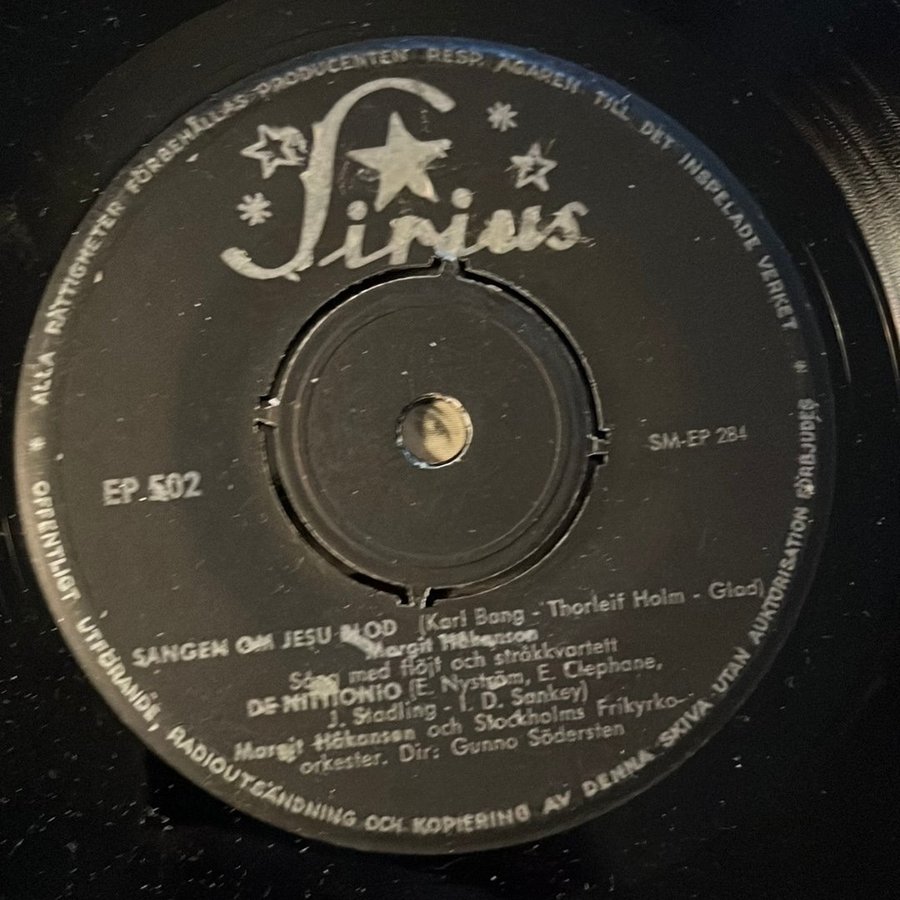 ALLA RÄTTIGHETER FÖRBEHÅLLAS PRODUCENTEN RESP. ÄGAREN TILL DET INSPELADE VERKET *
Sirius
EP 502
SM-EP 284
SÅNGEN OM JESU BLOD (Karl Bang - Thorleif Holm - Glad)
Margit Håkanson
Sång med flöjt och stråkkvartett
DE NITTIONIO (E. Nyström, E. Clephane,
J. Stadling - I. D. Sankey)
Margit Håkanson och Stockholms Frikyrko-
orkester. Dir: Gunno Södersten
* OFFENTLIGT UTFÖRANDE, RADIOUTSÄNDNING OCH KOPIERING AV DENNA SKIVA UTAN AUKTORISATION FÖRBJUDES